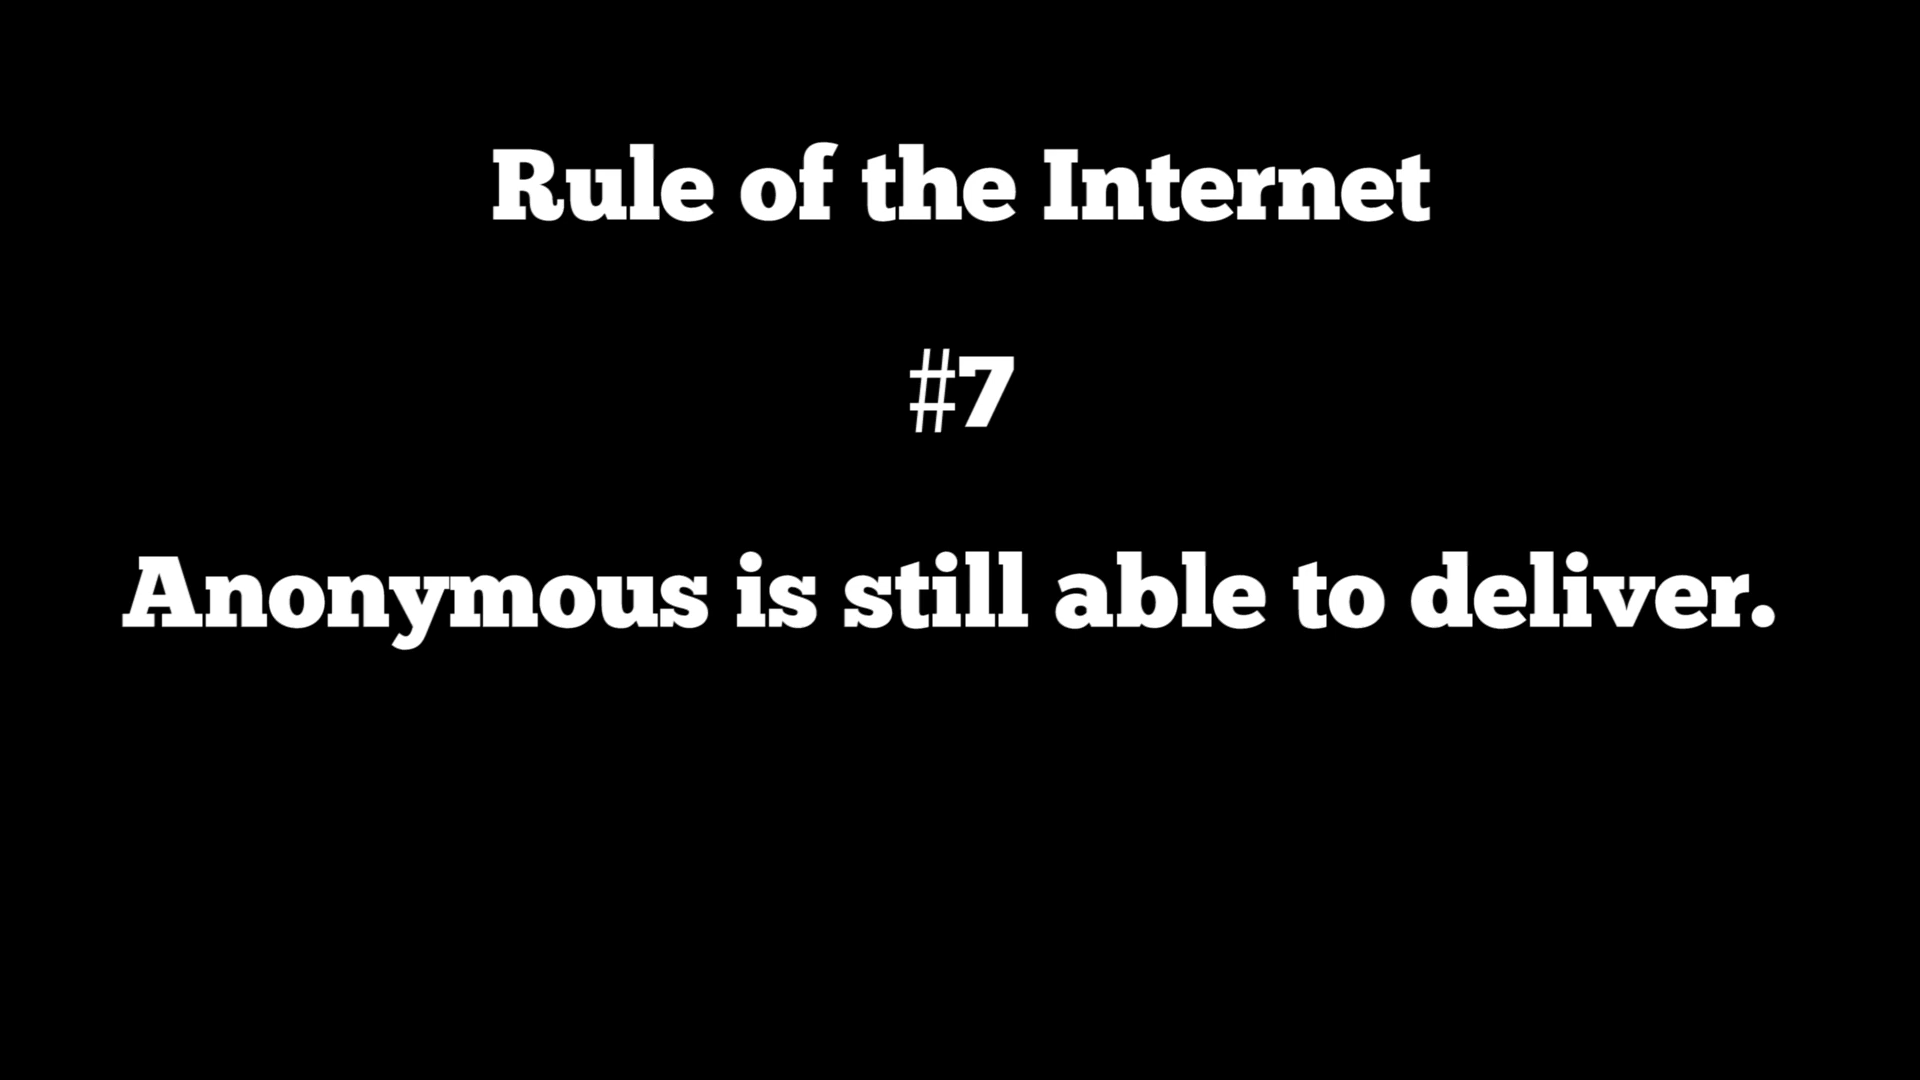 Rule of the Internet
#7
Anonymous is still able to deliver.